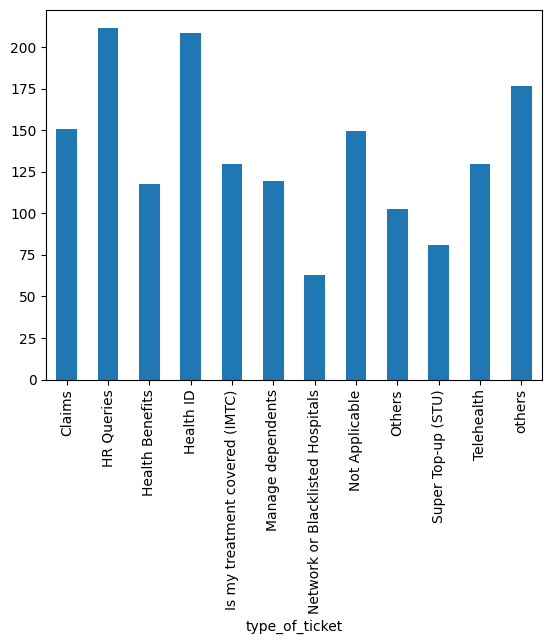 200
175
150
125
100
75
50
25
0
Claims
HR Queries
Health Benefits
Health ID
Is my treatment covered (IMTC)
Manage dependents
Network or Blacklisted Hospitals
Not Applicable
Others
Super Top-up (STU)
Telehealth
others
type_of_ticket